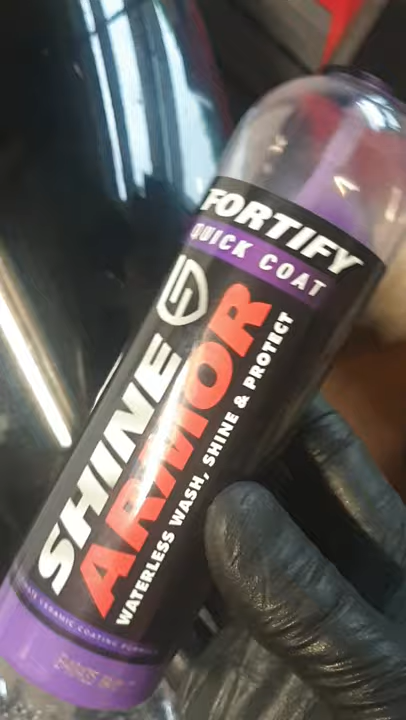 FORTIFY
QUICK COAT
SHINE
ARMOR
WATERLESS WASH, SHINE & PROTECT
CERAMIC COATING